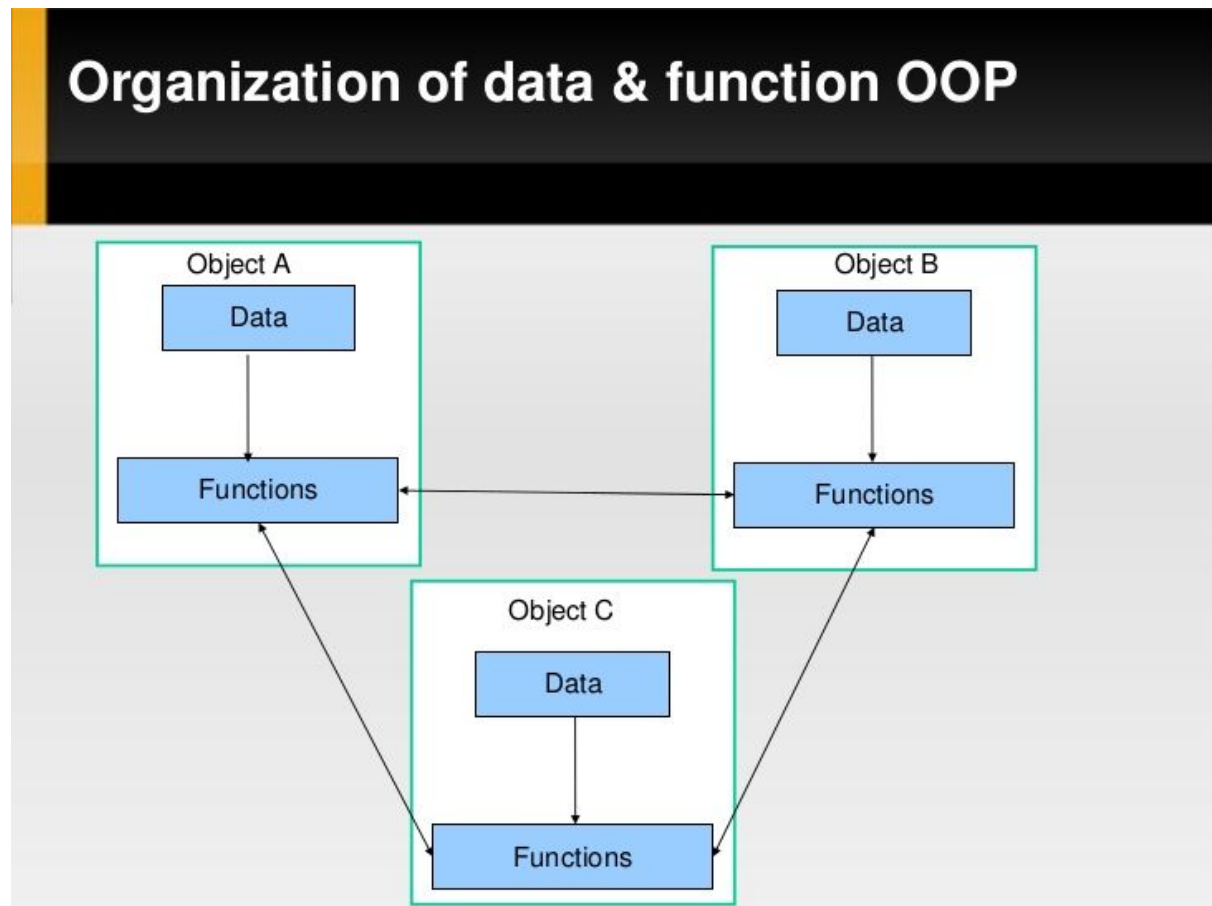 Organization of data & function OOP
Object A
Data
Functions
Object B
Data
Functions
Object C
Data
Functions